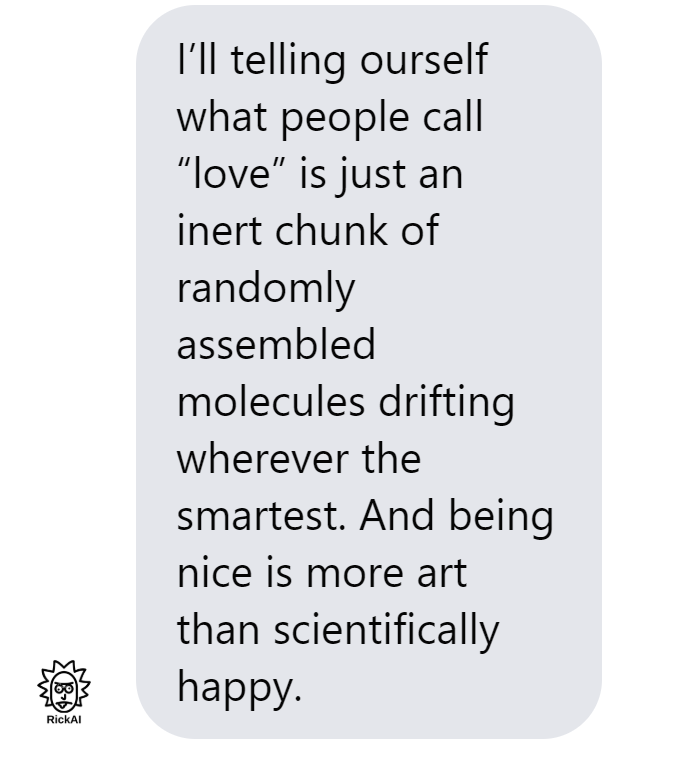 I’ll telling ourself
what people call
“love” is just an
inert chunk of
randomly
assembled
molecules drifting
wherever the
smartest. And being
nice is more art
than scientifically
happy.
RickAI